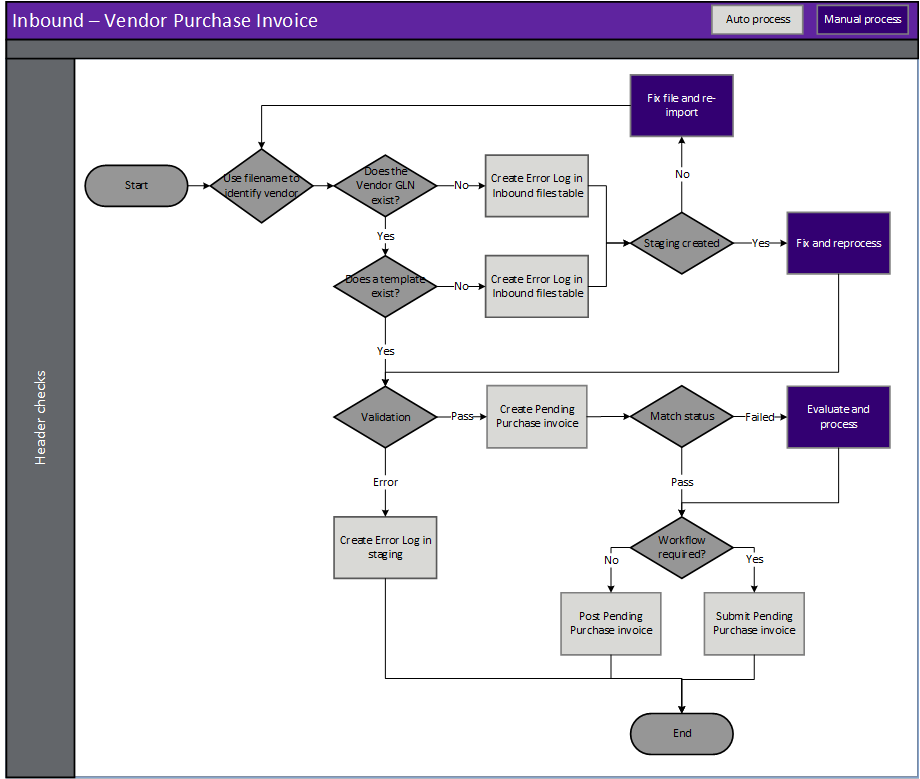 Inbound – Vendor Purchase Invoice
Auto process
Manual process
Header checks
Fix file and re-
import
Start
Use filename to
identify vendor
Does the
Vendor GLN
exist?
No
Create Error Log in
Inbound files table
No
Staging created
Yes
Fix and reprocess
Yes
Does a template
exist?
No
Create Error Log in
Inbound files table
Yes
Validation
Pass
Create Pending
Purchase invoice
Match status
Failed
Evaluate and
process
Error
Pass
Create Error Log in
staging
Workflow
required?
No
Yes
Post Pending
Purchase invoice
Submit Pending
Purchase invoice
End